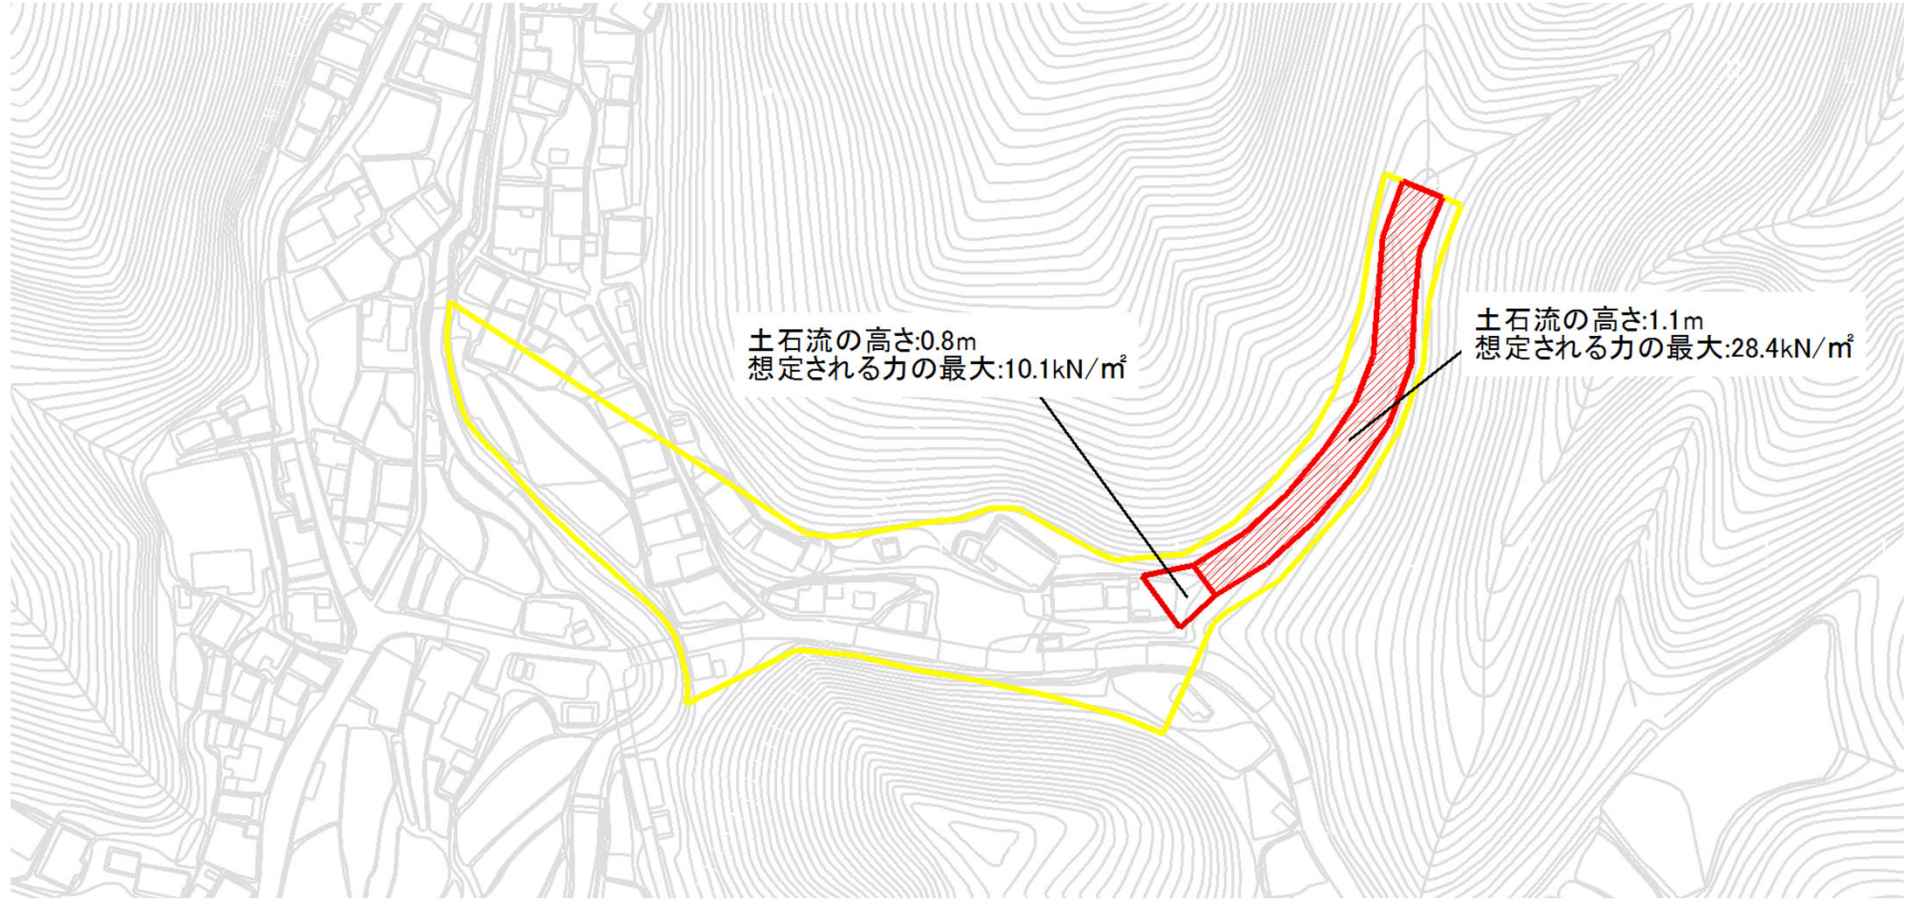 土石流の高さ:0.8m
想定される力の最大:10.1kN/㎡
土石流の高さ:1.1m
想定される力の最大:28.4kN/㎡